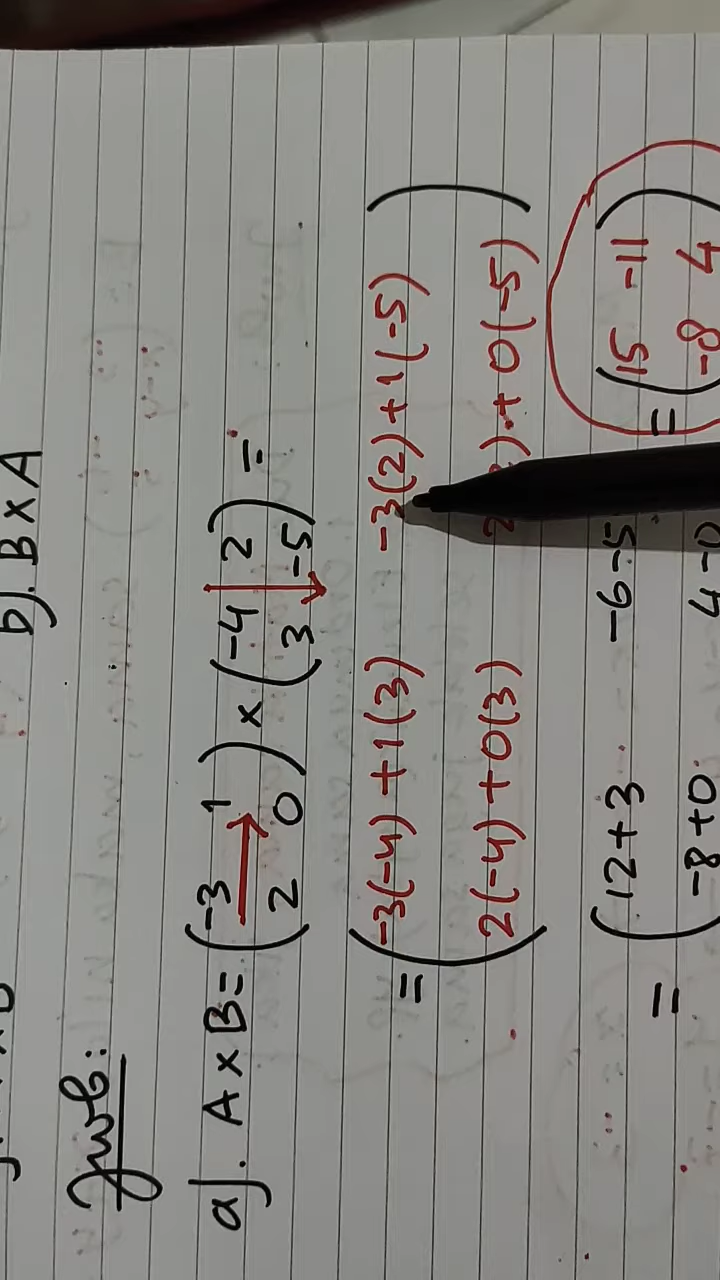 b). B x A
Jwb:
a). A x B = (-3 1) x (-4 2) =
(2 0) (3 -5)
= (-3(-4) + 1(3) -3(2) + 1(-5))
(2(-4) + 0(3) 2 ) + 0(-5))
= (12+3 -6-5 = (15 -11)
-8+0 4-0 (-8 4